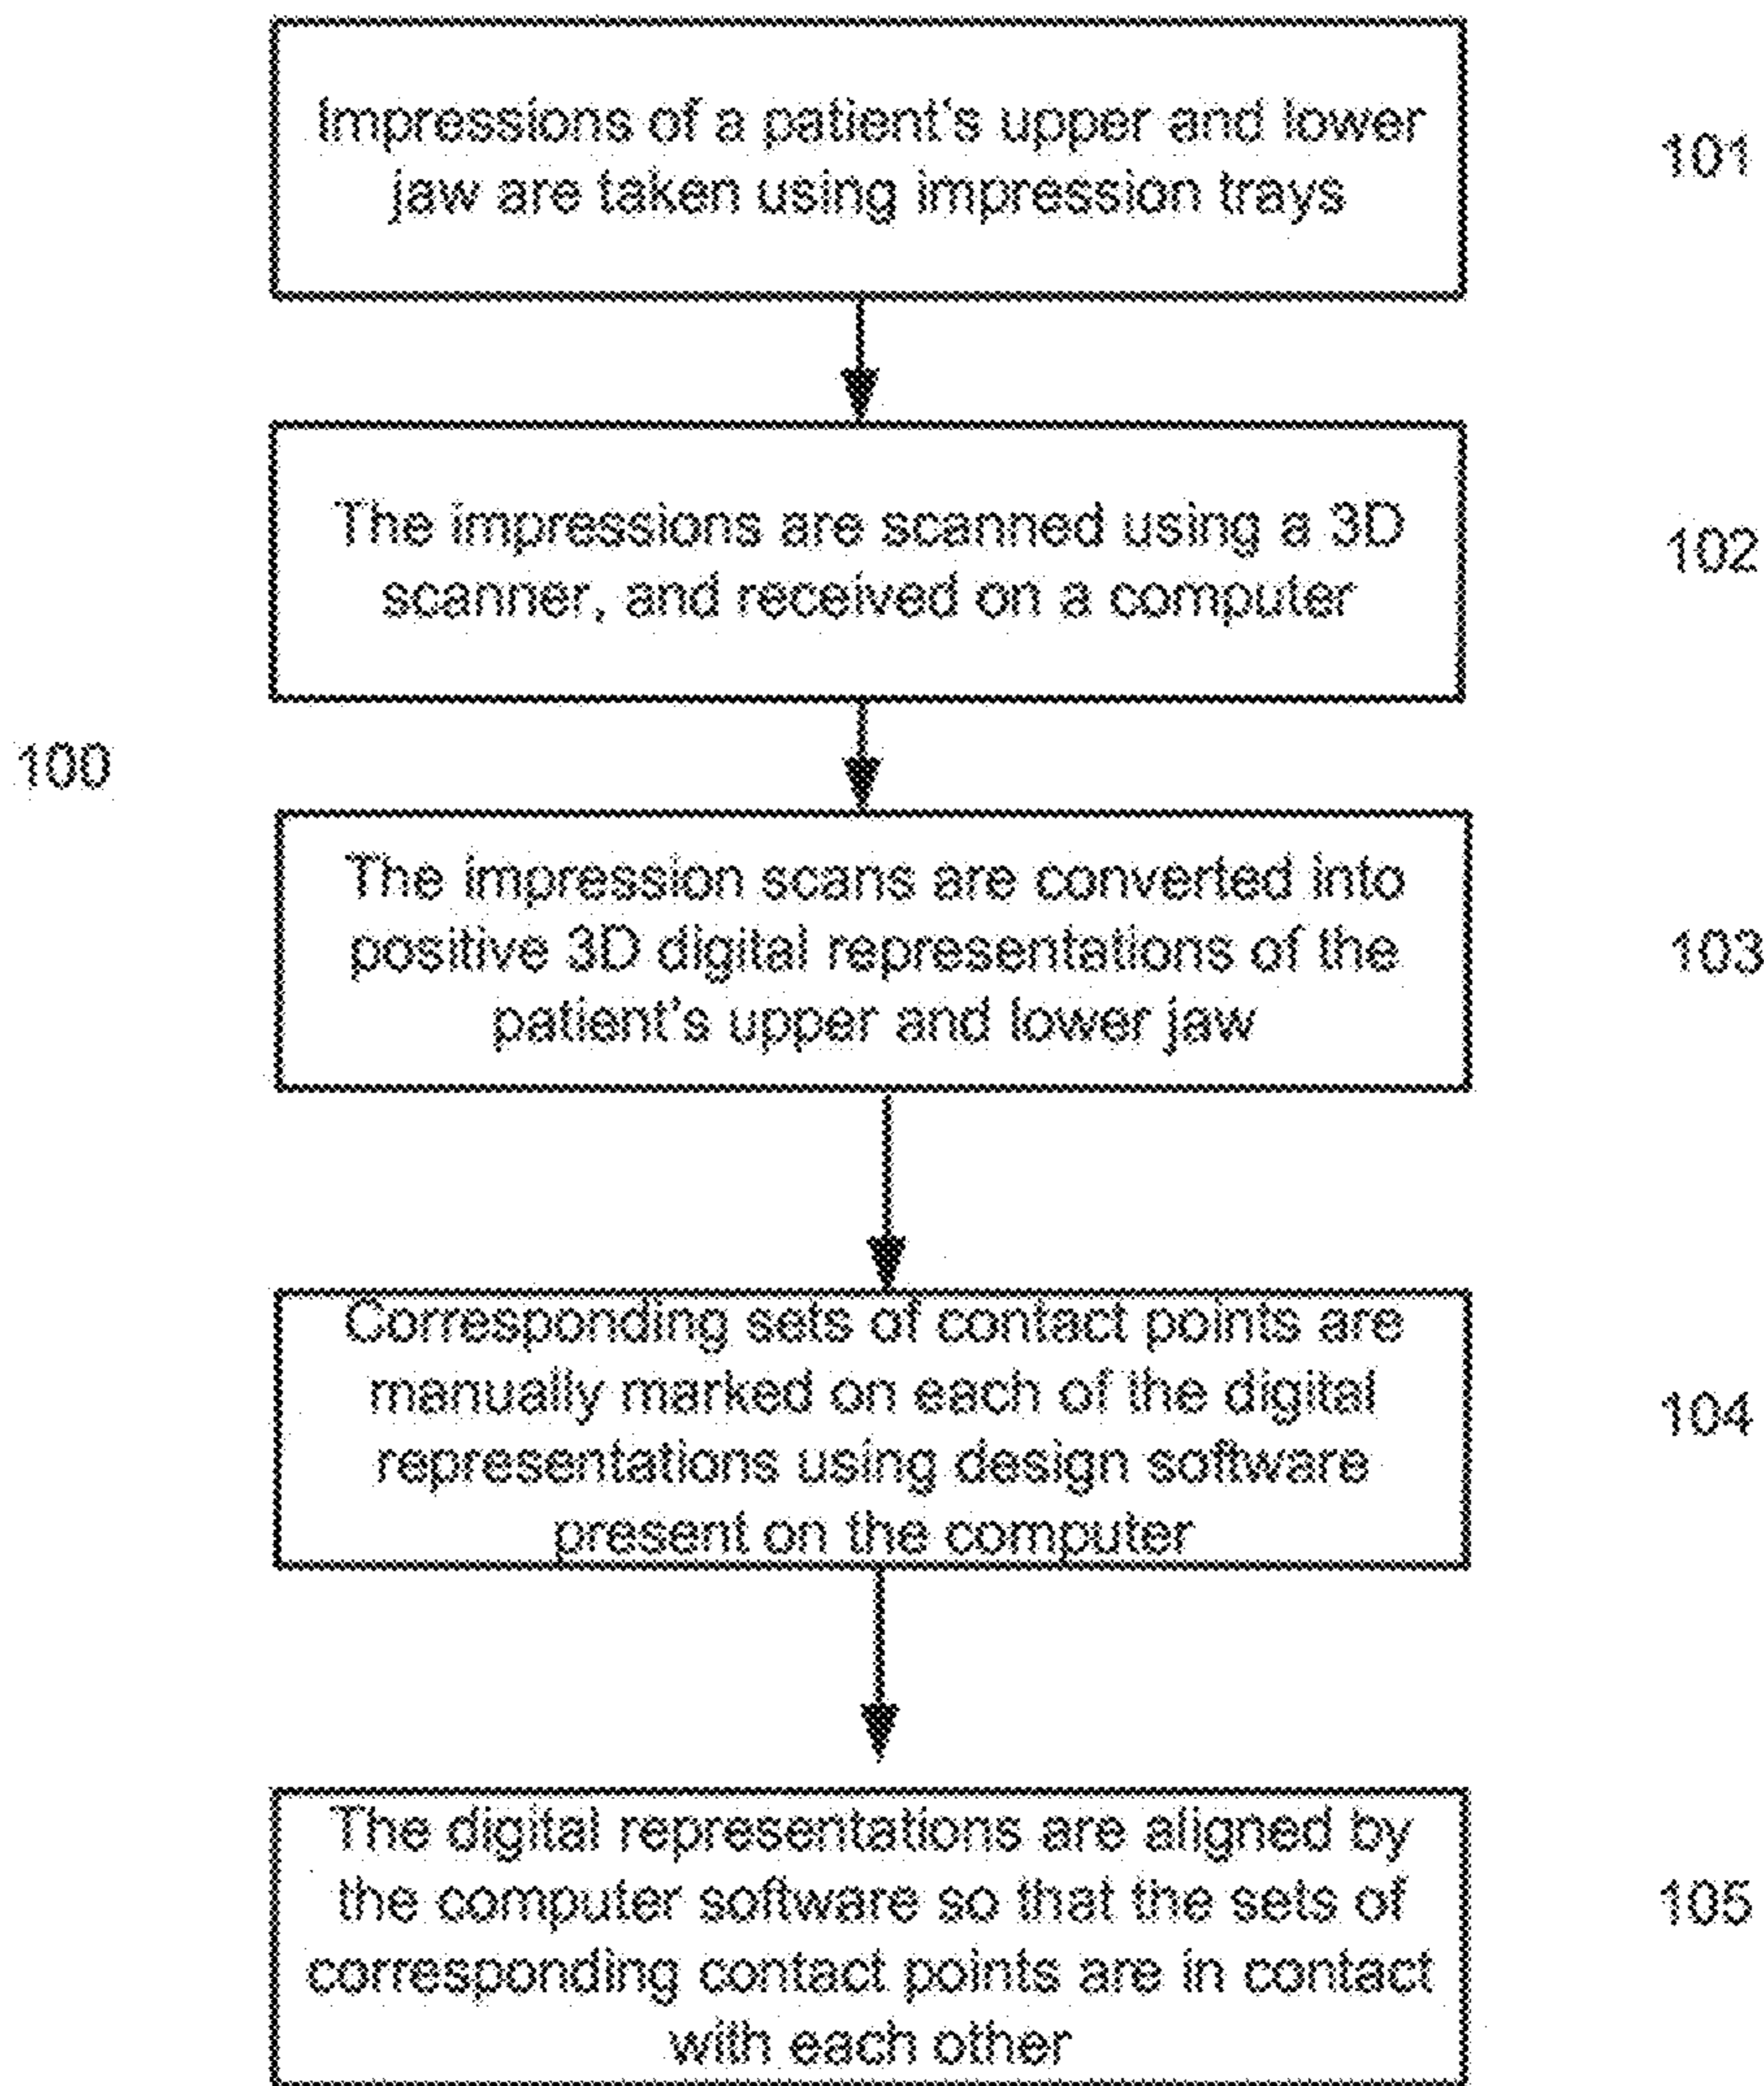 Impressions of a patient's upper and lower
jaw are taken using impression trays
101
The impressions are scanned using a 3D
scanner, and received on a computer
102
100
The impression scans are converted into
positive 3D digital representations of the
patient's upper and lower jaw
103
Corresponding sets of contact points are
manually marked on each of the digital
representations using design software
present on the computer
104
The digital representations are aligned by
the computer software so that the sets of
corresponding contact points are in contact
with each other
105